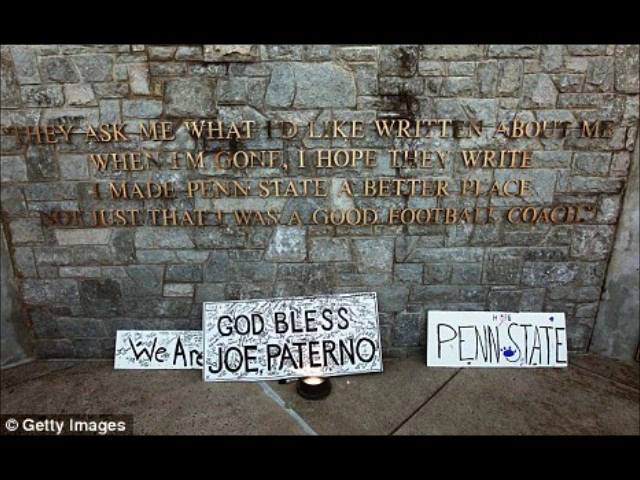 "THEY ASK ME WHAT I'D LIKE WRITTEN ABOUT ME
WHEN I'M GONE, I HOPE THEY WRITE
I MADE PENN STATE A BETTER PLACE
NOT JUST THAT I WAS A GOOD FOOTBALL COACH."
We Are
GOD BLESS
JOE PATERNO
PENN STATE
© Getty Images